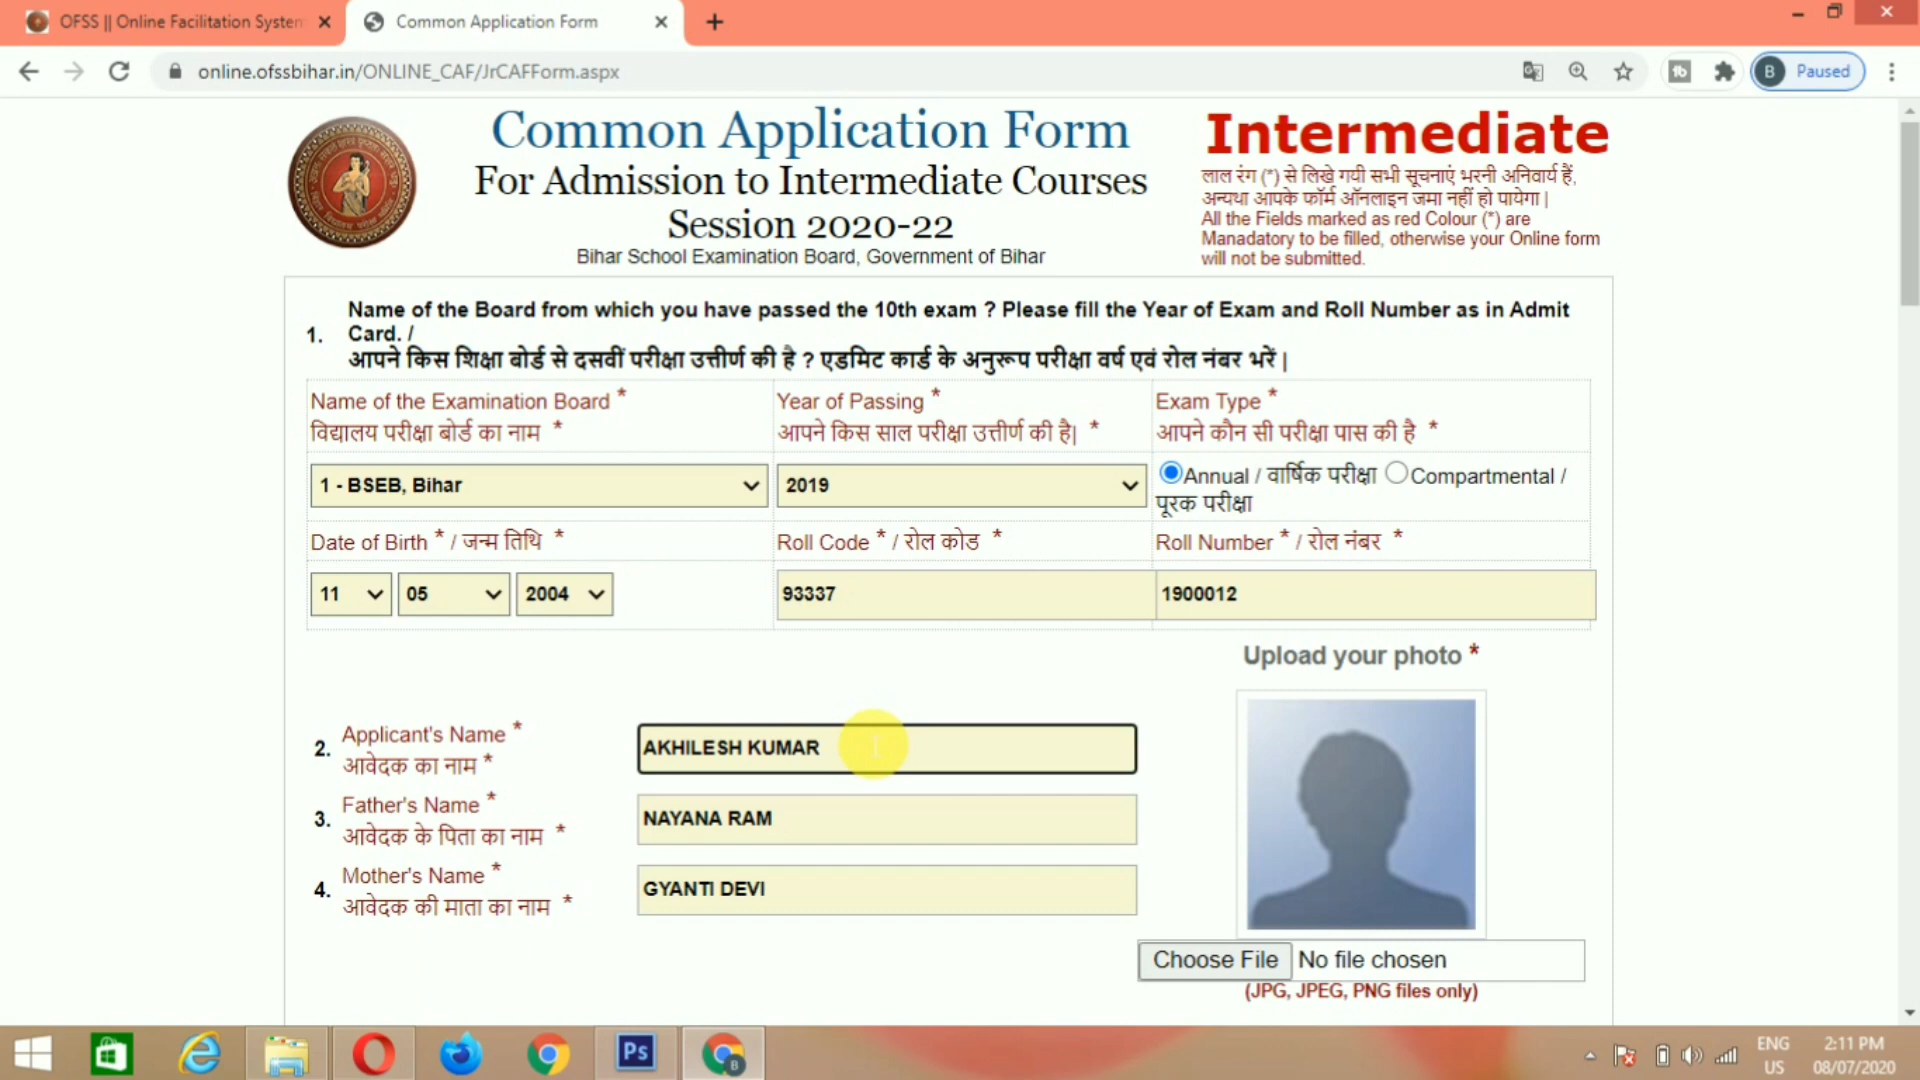 OFSS || Online Facilitation System
Common Application Form
online.ofssbihar.in/ONLINE_CAF/JrCAFForm.aspx
B Paused
Common Application Form
For Admission to Intermediate Courses
Session 2020-22
Bihar School Examination Board, Government of Bihar
Intermediate
लाल रंग (*) से लिखे गयी सभी सूचनाएं भरनी अनिवार्य हैं,
अन्यथा आपके फॉर्म ऑनलाइन जमा नहीं हो पायेगा |
All the Fields marked as red Colour (*) are
Manadatory to be filled, otherwise your Online form
will not be submitted.
1. Name of the Board from which you have passed the 10th exam ? Please fill the Year of Exam and Roll Number as in Admit
Card. /
आपने किस शिक्षा बोर्ड से दसवीं परीक्षा उत्तीर्ण की है ? एडमिट कार्ड के अनुरूप परीक्षा वर्ष एवं रोल नंबर भरें |
Name of the Examination Board * Year of Passing * Exam Type *
विद्यालय परीक्षा बोर्ड का नाम * आपने किस साल परीक्षा उत्तीर्ण की है| * आपने कौन सी परीक्षा पास की है *
1 - BSEB, Bihar 2019 Annual / वार्षिक परीक्षा Compartmental /
पूरक परीक्षा
Date of Birth * / जन्म तिथि * Roll Code * / रोल कोड * Roll Number * / रोल नंबर *
11 05 2004 93337 1900012
Upload your photo *
2. Applicant's Name * AKHILESH KUMAR
आवेदक का नाम *
3. Father's Name * NAYANA RAM
आवेदक के पिता का नाम *
4. Mother's Name * GYANTI DEVI
आवेदक की माता का नाम *
Choose File No file chosen
(JPG, JPEG, PNG files only)
Ps
B
ENG
US
2:11 PM
08/07/2020